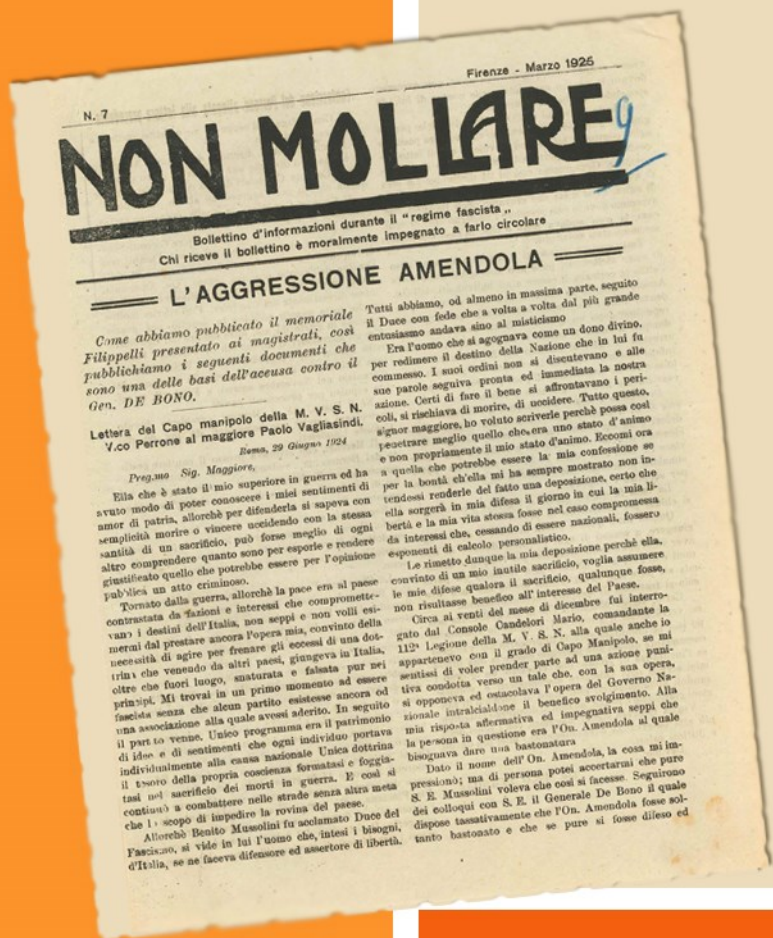 Firenze - Marzo 1925
N. 7
NON MOLLARE
9
Bollettino d'informazioni durante il "regime fascista„
Chi riceve il bollettino è moralmente impegnato a farlo circolare
L'AGGRESSIONE AMENDOLA
Come abbiamo pubblicato il memoriale
Filippelli presentato ai magistrati, così
pubblichiamo i seguenti documenti che
sono una delle basi dell'accusa contro il
Gen. DE BONO.
Lettera del Capo manipolo della M. V. S. N.
V.co Perrone al maggiore Paolo Vagliasindi.
Roma, 29 Giugno 1924
Preg.mo Sig. Maggiore,
Ella che è stato il mio superiore in guerra ed ha
avuto modo di poter conoscere i miei sentimenti di
amor di patria, allorchè per difenderla si sapeva con
semplicità morire o vincere uccidendo con la stessa
santità di un sacrificio, può forse meglio di ogni
altro comprendere quanto sono per esporle e rendere
giustificato quello che potrebbe essere per l'opinione
pubblica un atto criminoso.
Tornato dalla guerra, allorchè la pace era al paese
contrastata da fazioni e interessi che compromette-
vano i destini dell'Italia, non seppi e non volli esi-
mermi dal prestare ancora l'opera mia, convinto della
necessità di agire per frenare gli eccessi di una dot-
trina che venendo da altri paesi, giungeva in Italia,
oltre che fuori luogo, snaturata e falsata pur nei
principi. Mi trovai in un primo momento ad essere
fascista senza che alcun partito esistesse ancora od
una associazione alla quale avessi aderito. In seguito
il partito venne. Unico programma era il patrimonio
di idee e di sentimenti che ogni individuo portava
individualmente alla causa nazionale Unica dottrina
il tesoro della propria coscienza formatasi e foggia-
tasi nel sacrificio dei morti in guerra. E così si
continuò a combattere nelle strade senza altra meta
che lo scopo di impedire la rovina del paese.
Allorchè Benito Mussolini fu acclamato Duce del
Fascismo, si vide in lui l'uomo che, intesi i bisogni,
d'Italia, se ne faceva difensore ed assertore di libertà.
Tutti abbiamo, od almeno in massima parte, seguito
il Duce con fede che a volta a volta dal più grande
entusiasmo andava sino al misticismo
Era l'uomo che si agognava come un dono divino,
per redimere il destino della Nazione che in lui fu
commesso. I suoi ordini non si discutevano e alle
sue parole seguiva pronta ed immediata la nostra
azione. Certi di fare il bene si affrontavano i peri-
coli, si rischiava di morire, di uccidere. Tutto questo,
signor maggiore, ho voluto scriverle perchè possa così
penetrare meglio quello che era uno stato d'animo
e non propriamente il mio stato d'animo. Eccomi ora
a quella che potrebbe essere la mia confessione se
per la bontà ch'ella mi ha sempre mostrato non in-
tendessi renderle del fatto una deposizione, certo che
ella sorgerà in mia difesa il giorno in cui la mia li-
bertà e la mia vita stessa fosse nel caso compromessa
da interessi che, cessando di essere nazionali, fossero
esponenti di calcolo personalistico.
Le rimetto dunque la mia deposizione perchè ella,
convinto di un mio inutile sacrificio, voglia assumere
le mie difese qualora il sacrificio, qualunque fosse,
non risultasse benefico all'interesse del Paese.
Circa ai venti del mese di dicembre fui interro-
gato dal Console Candelori Mario, comandante la
112ª Legione della M. V. S. N. alla quale anche io
appartenevo con il grado di Capo Manipolo, se mi
sentissi di voler prender parte ad una azione puni-
tiva condotta verso un tale che, con la sua opera,
si opponeva ed ostacolava l'opera del Governo Na-
zionale intralciandone il benefico svolgimento. Alla
mia risposta affermativa ed impegnativa seppi che
la persona in questione era l'On. Amendola al quale
bisognava dare una bastonatura
Dato il nome dell'On. Amendola, la cosa mi im-
pressionò; ma di persona potei accertarmi che pure
S. E. Mussolini voleva che così si facesse. Seguirono
dei colloqui con S. E. il Generale De Bono il quale
dispose tassativamente che l'On. Amendola fosse sol-
tanto bastonato e che se pure si fosse difeso ed